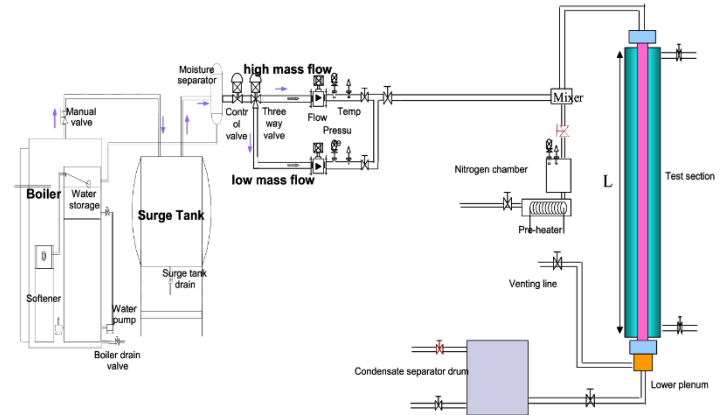 Moisture
separator
high mass flow
Manual
valve
Contr
ol
valve
Three
way
valve
Flow
Temp
Pressu
re
low mass flow
Mixer
Nitrogen chamber
Pre-heater
L
Test section
Boiler
Water
storage
Surge Tank
Surge tank
drain
Softener
Water
pump
Boiler drain
valve
Venting line
Condensate separator drum
Lower plenum